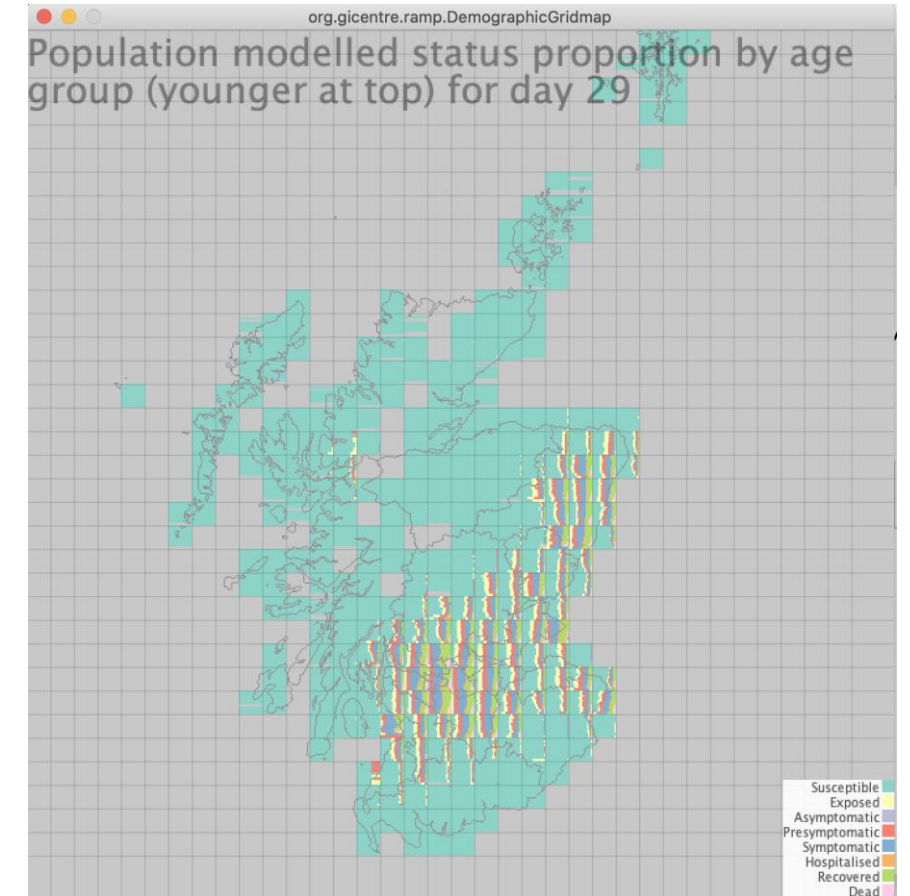 org.gicentre.ramp.DemographicGridmap
Population modelled status proportion by age
group (younger at top) for day 29
Susceptible
Exposed
Asymptomatic
Presymptomatic
Symptomatic
Hospitalised
Recovered
Dead